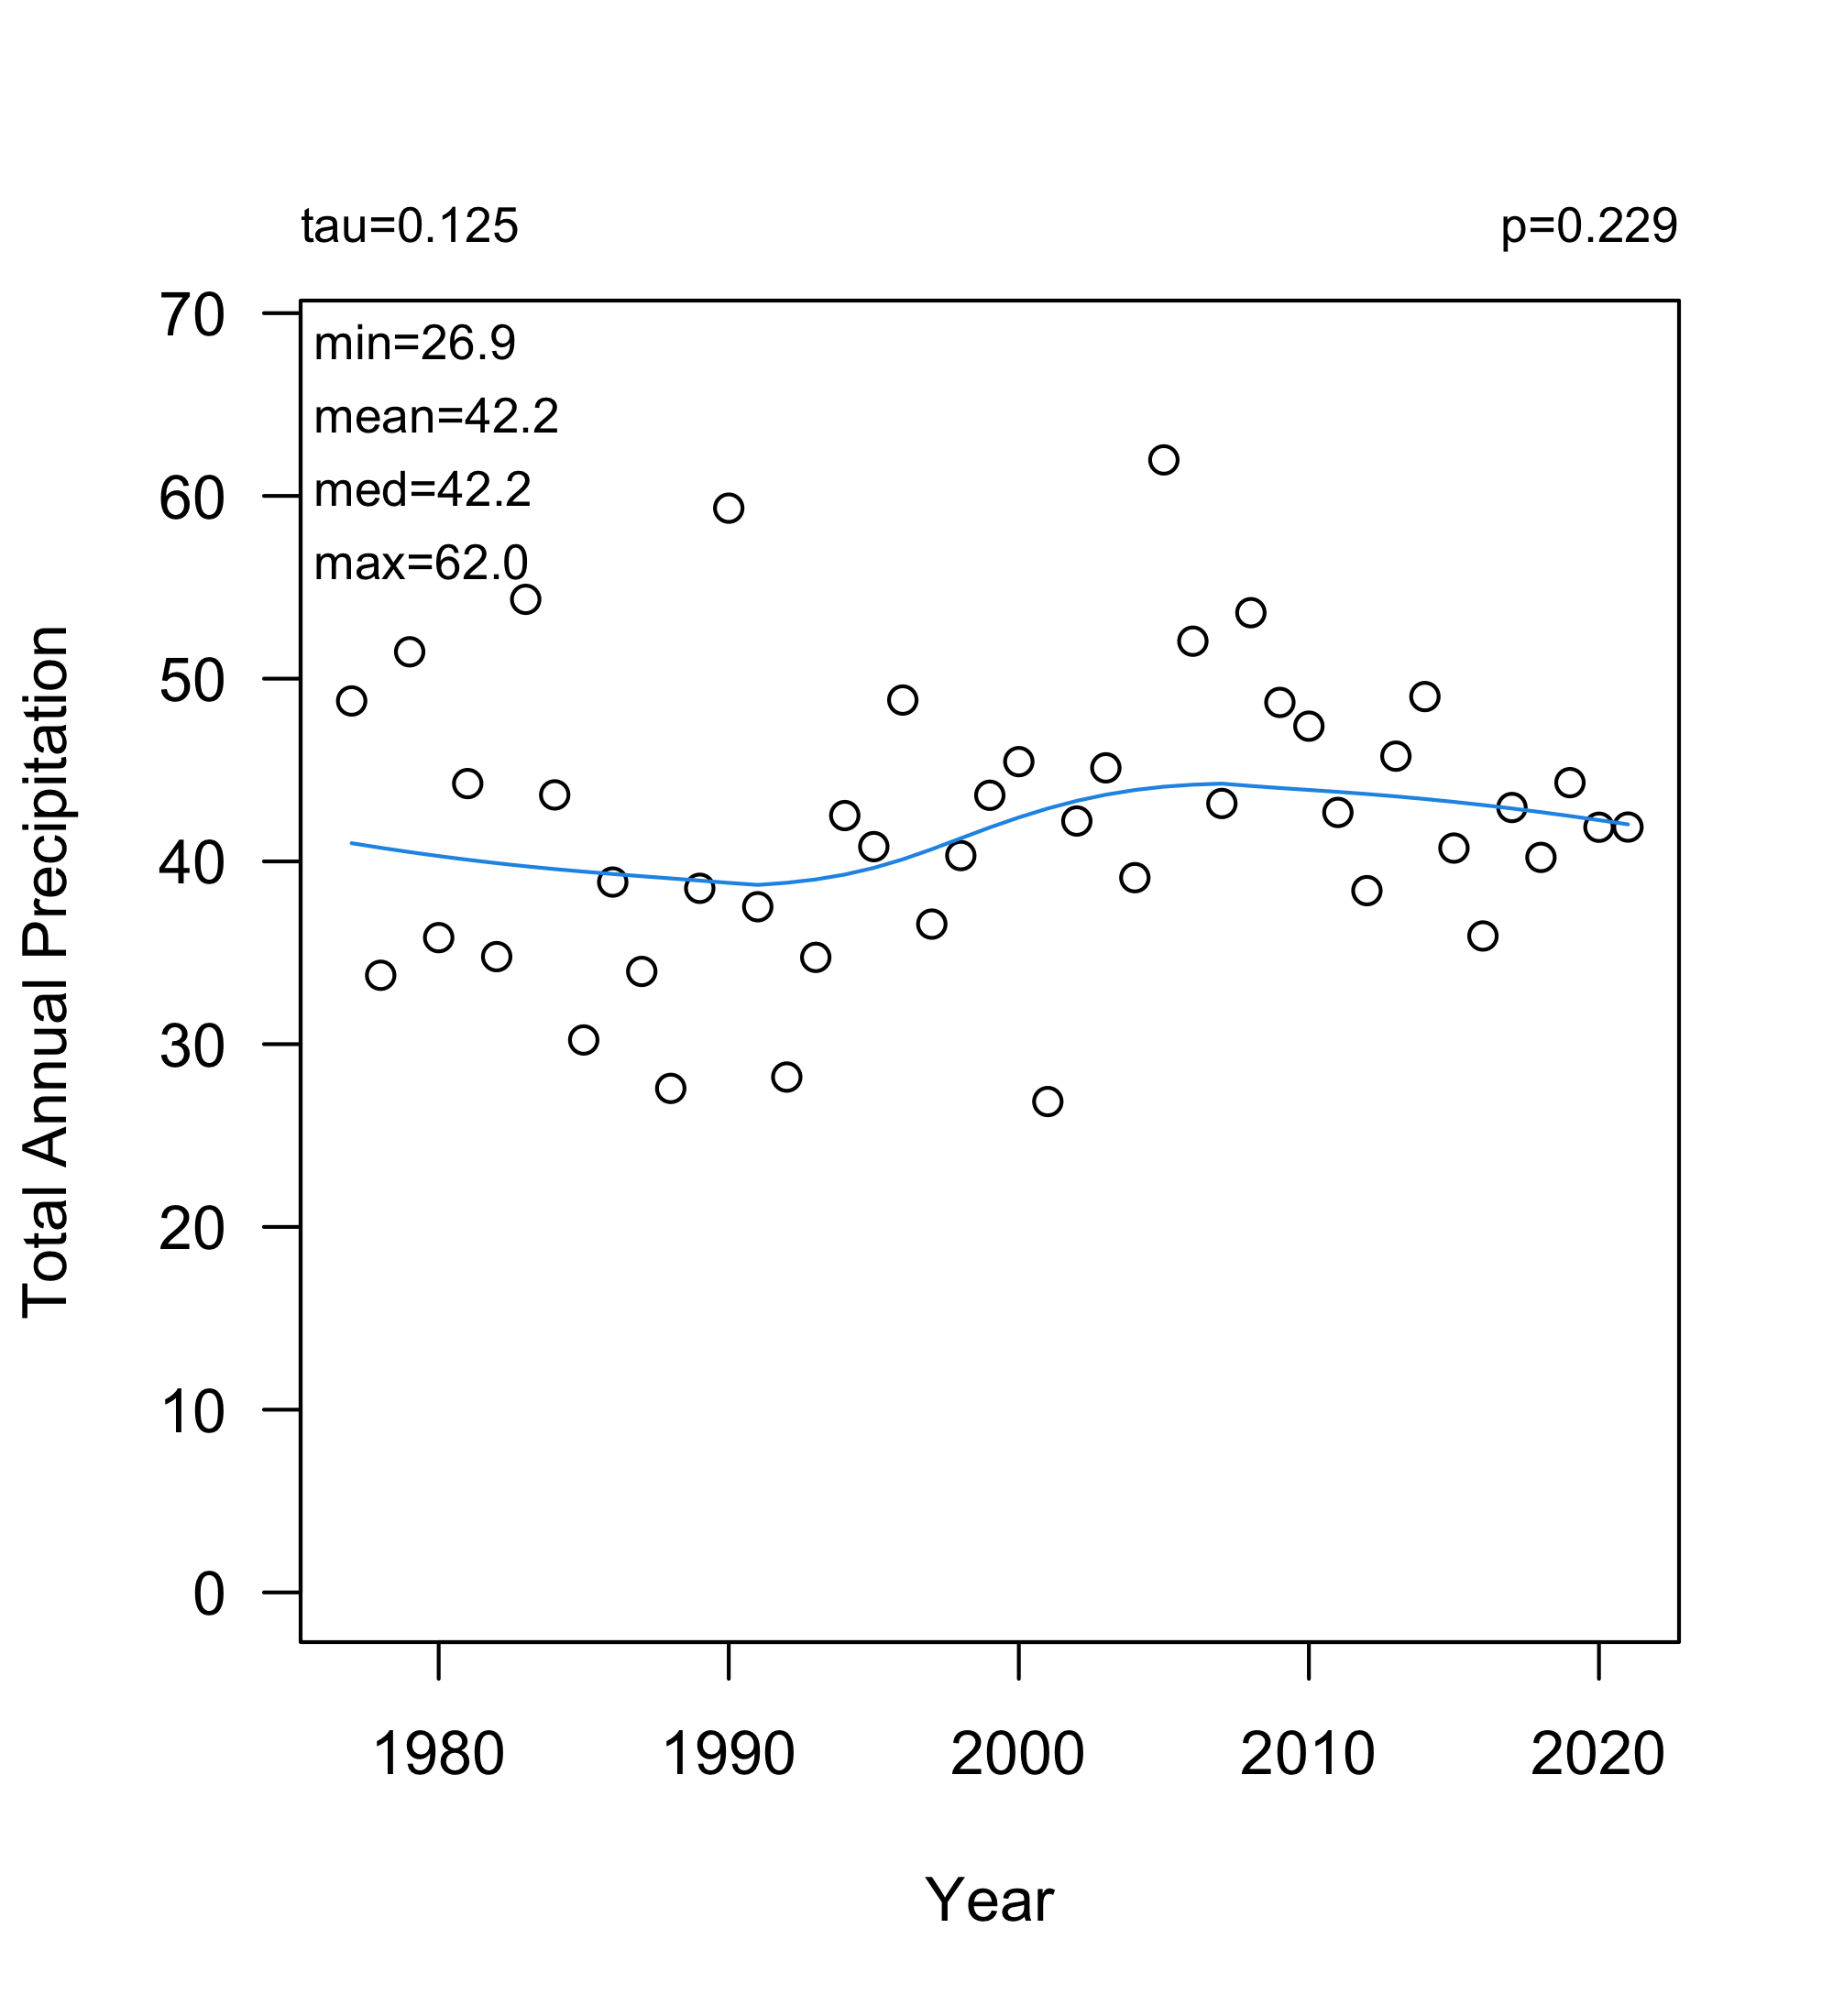 tau=0.125
p=0.229
min=26.9
mean=42.2
med=42.2
max=62.0
70
60
50
40
30
20
10
0
Total Annual Precipitation
1980
1990
2000
2010
2020
Year